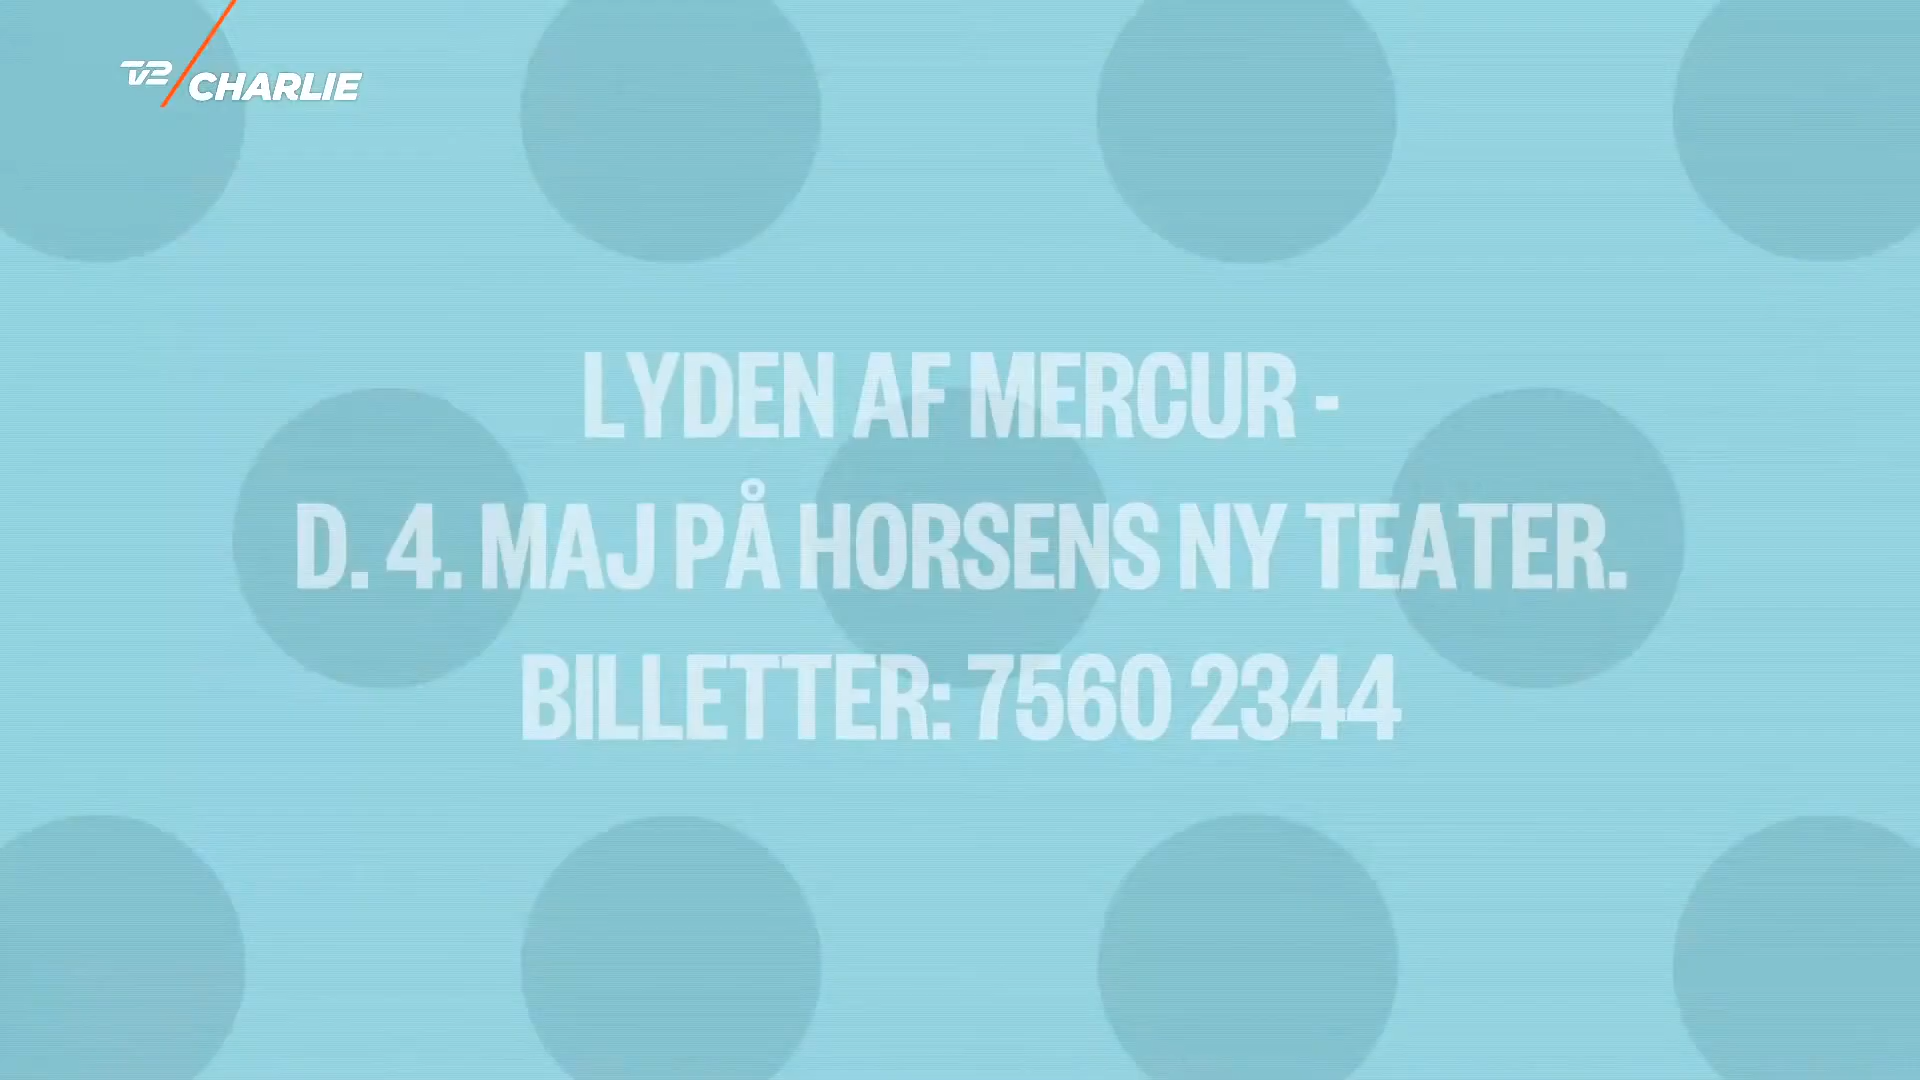 TV2 CHARLIE
LYDEN AF MERCUR -
D. 4. MAJ PÅ HORSENS NY TEATER.
BILLETTER: 7560 2344